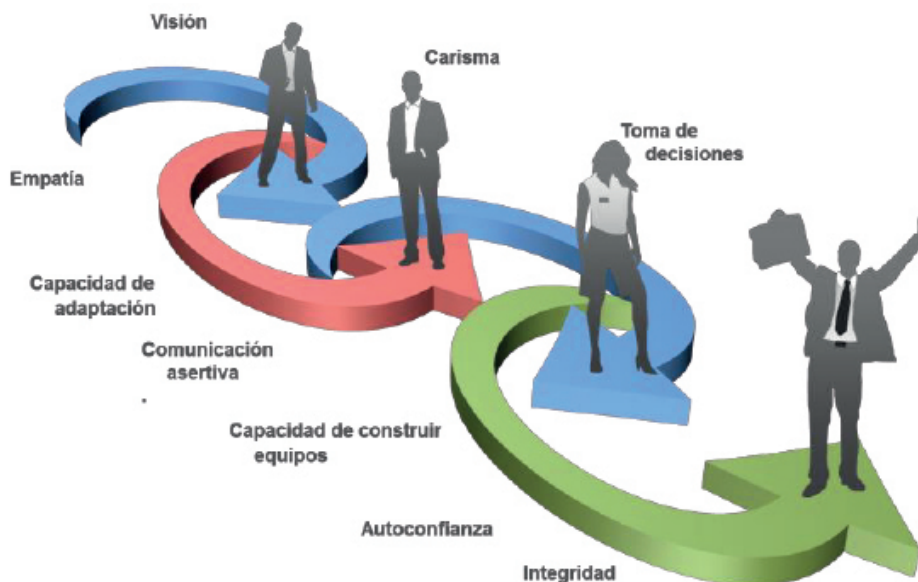 Visión
Carisma
Toma de
decisiones
Empatía
Capacidad de
adaptación
Comunicación
asertiva
Capacidad de construir
equipos
Autoconfianza
Integridad